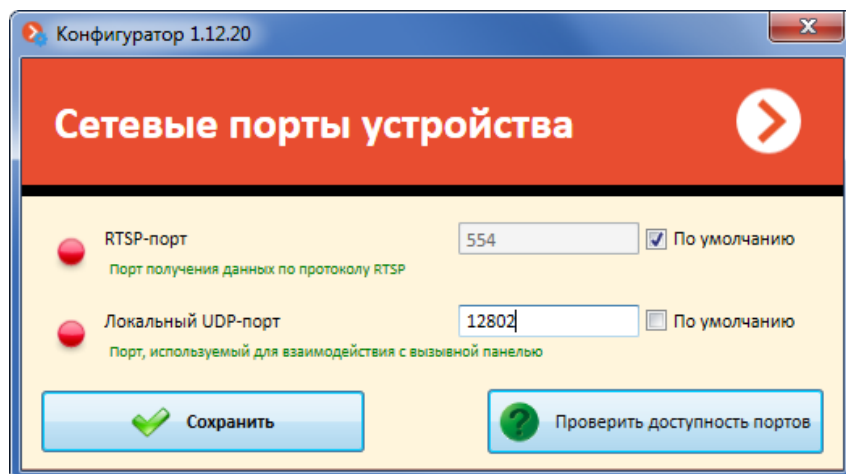 Конфигуратор 1.12.20
Сетевые порты устройства
RTSP-порт 554 По умолчанию
Порт получения данных по протоколу RTSP
Локальный UDP-порт 12802 По умолчанию
Порт, используемый для взаимодействия с вызывной панелью
Сохранить Проверить доступность портов